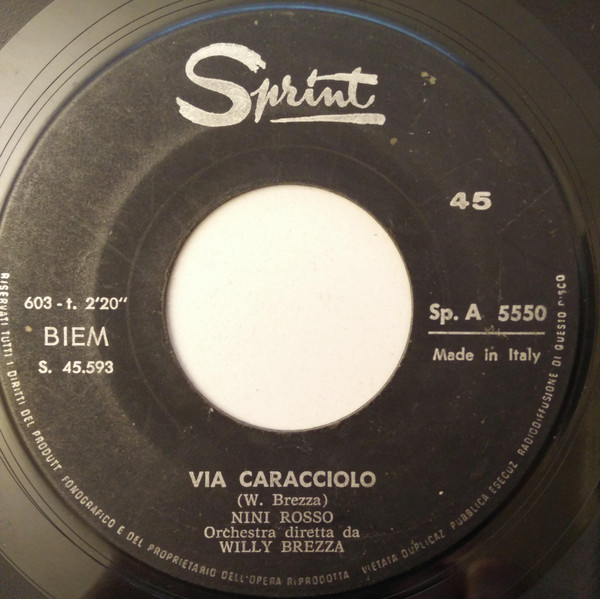 Sprint
45
603 - t. 2'20"
BIEM
S. 45.593
Sp. A 5550
Made in Italy
VIA CARACCIOLO
(W. Brezza)
NINI ROSSO
Orchestra diretta da
WILLY BREZZA
RISERVATI TUTTI I DIRITTI DEL PRODUTT. FONOGRAFICO E DEL PROPRIETARIO DELL'OPERA RIPRODOTTA VIETATA DUPLICAZ. PUBBLICA ESECUZ. RADIODIFFUSIONE DI QUESTO DISCO